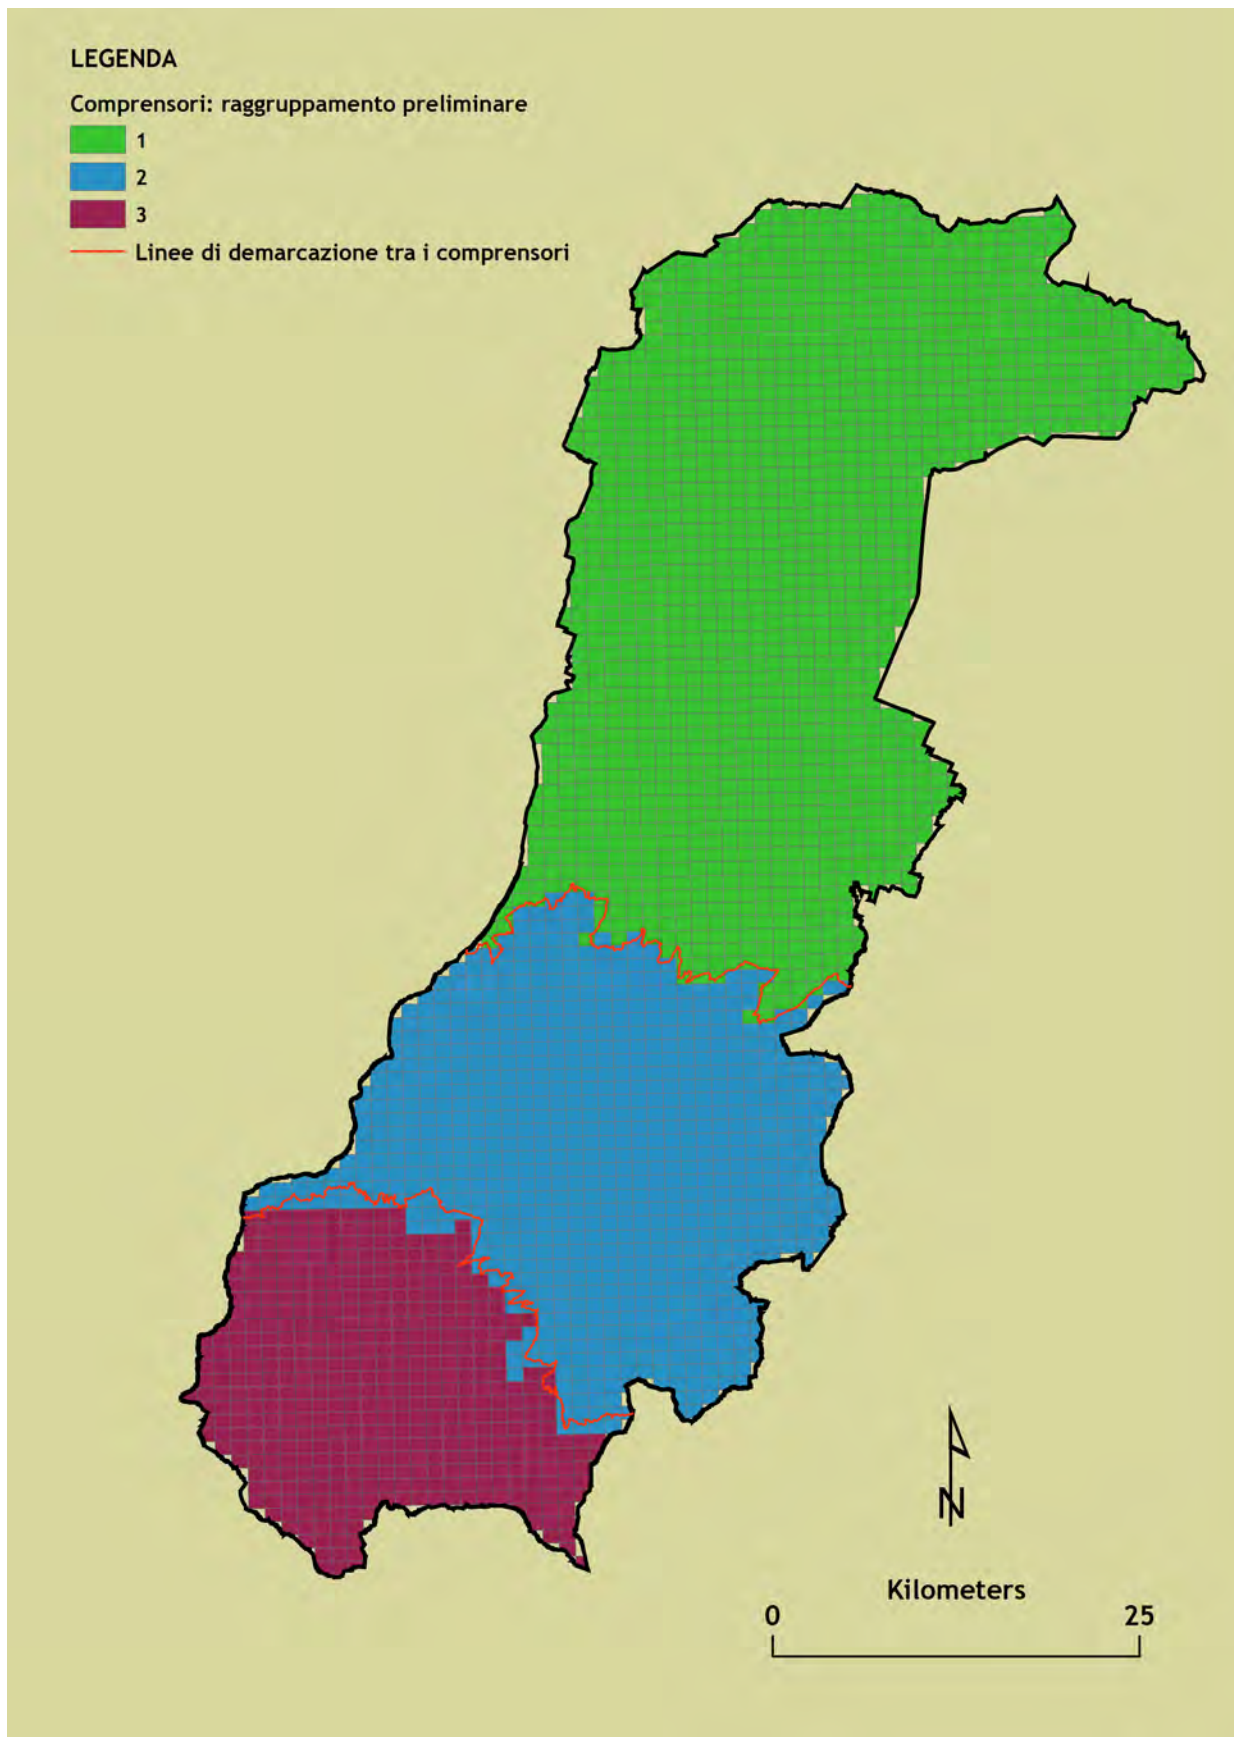 LEGENDA
Comprensori: raggruppamento preliminare
1
2
3
Linee di demarcazione tra i comprensori
N
Kilometers
0 25